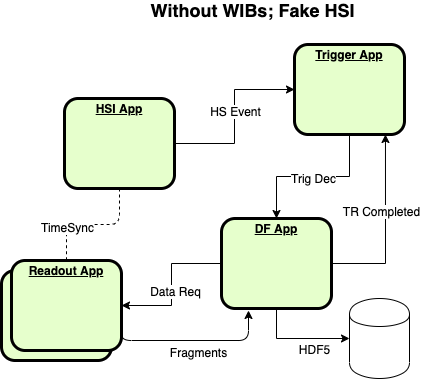 Without WIBs; Fake HSI
Trigger App
HSI App
HS Event
Trig Dec
TR Completed
TimeSync
DF App
Readout App
Data Req
Fragments
HDF5